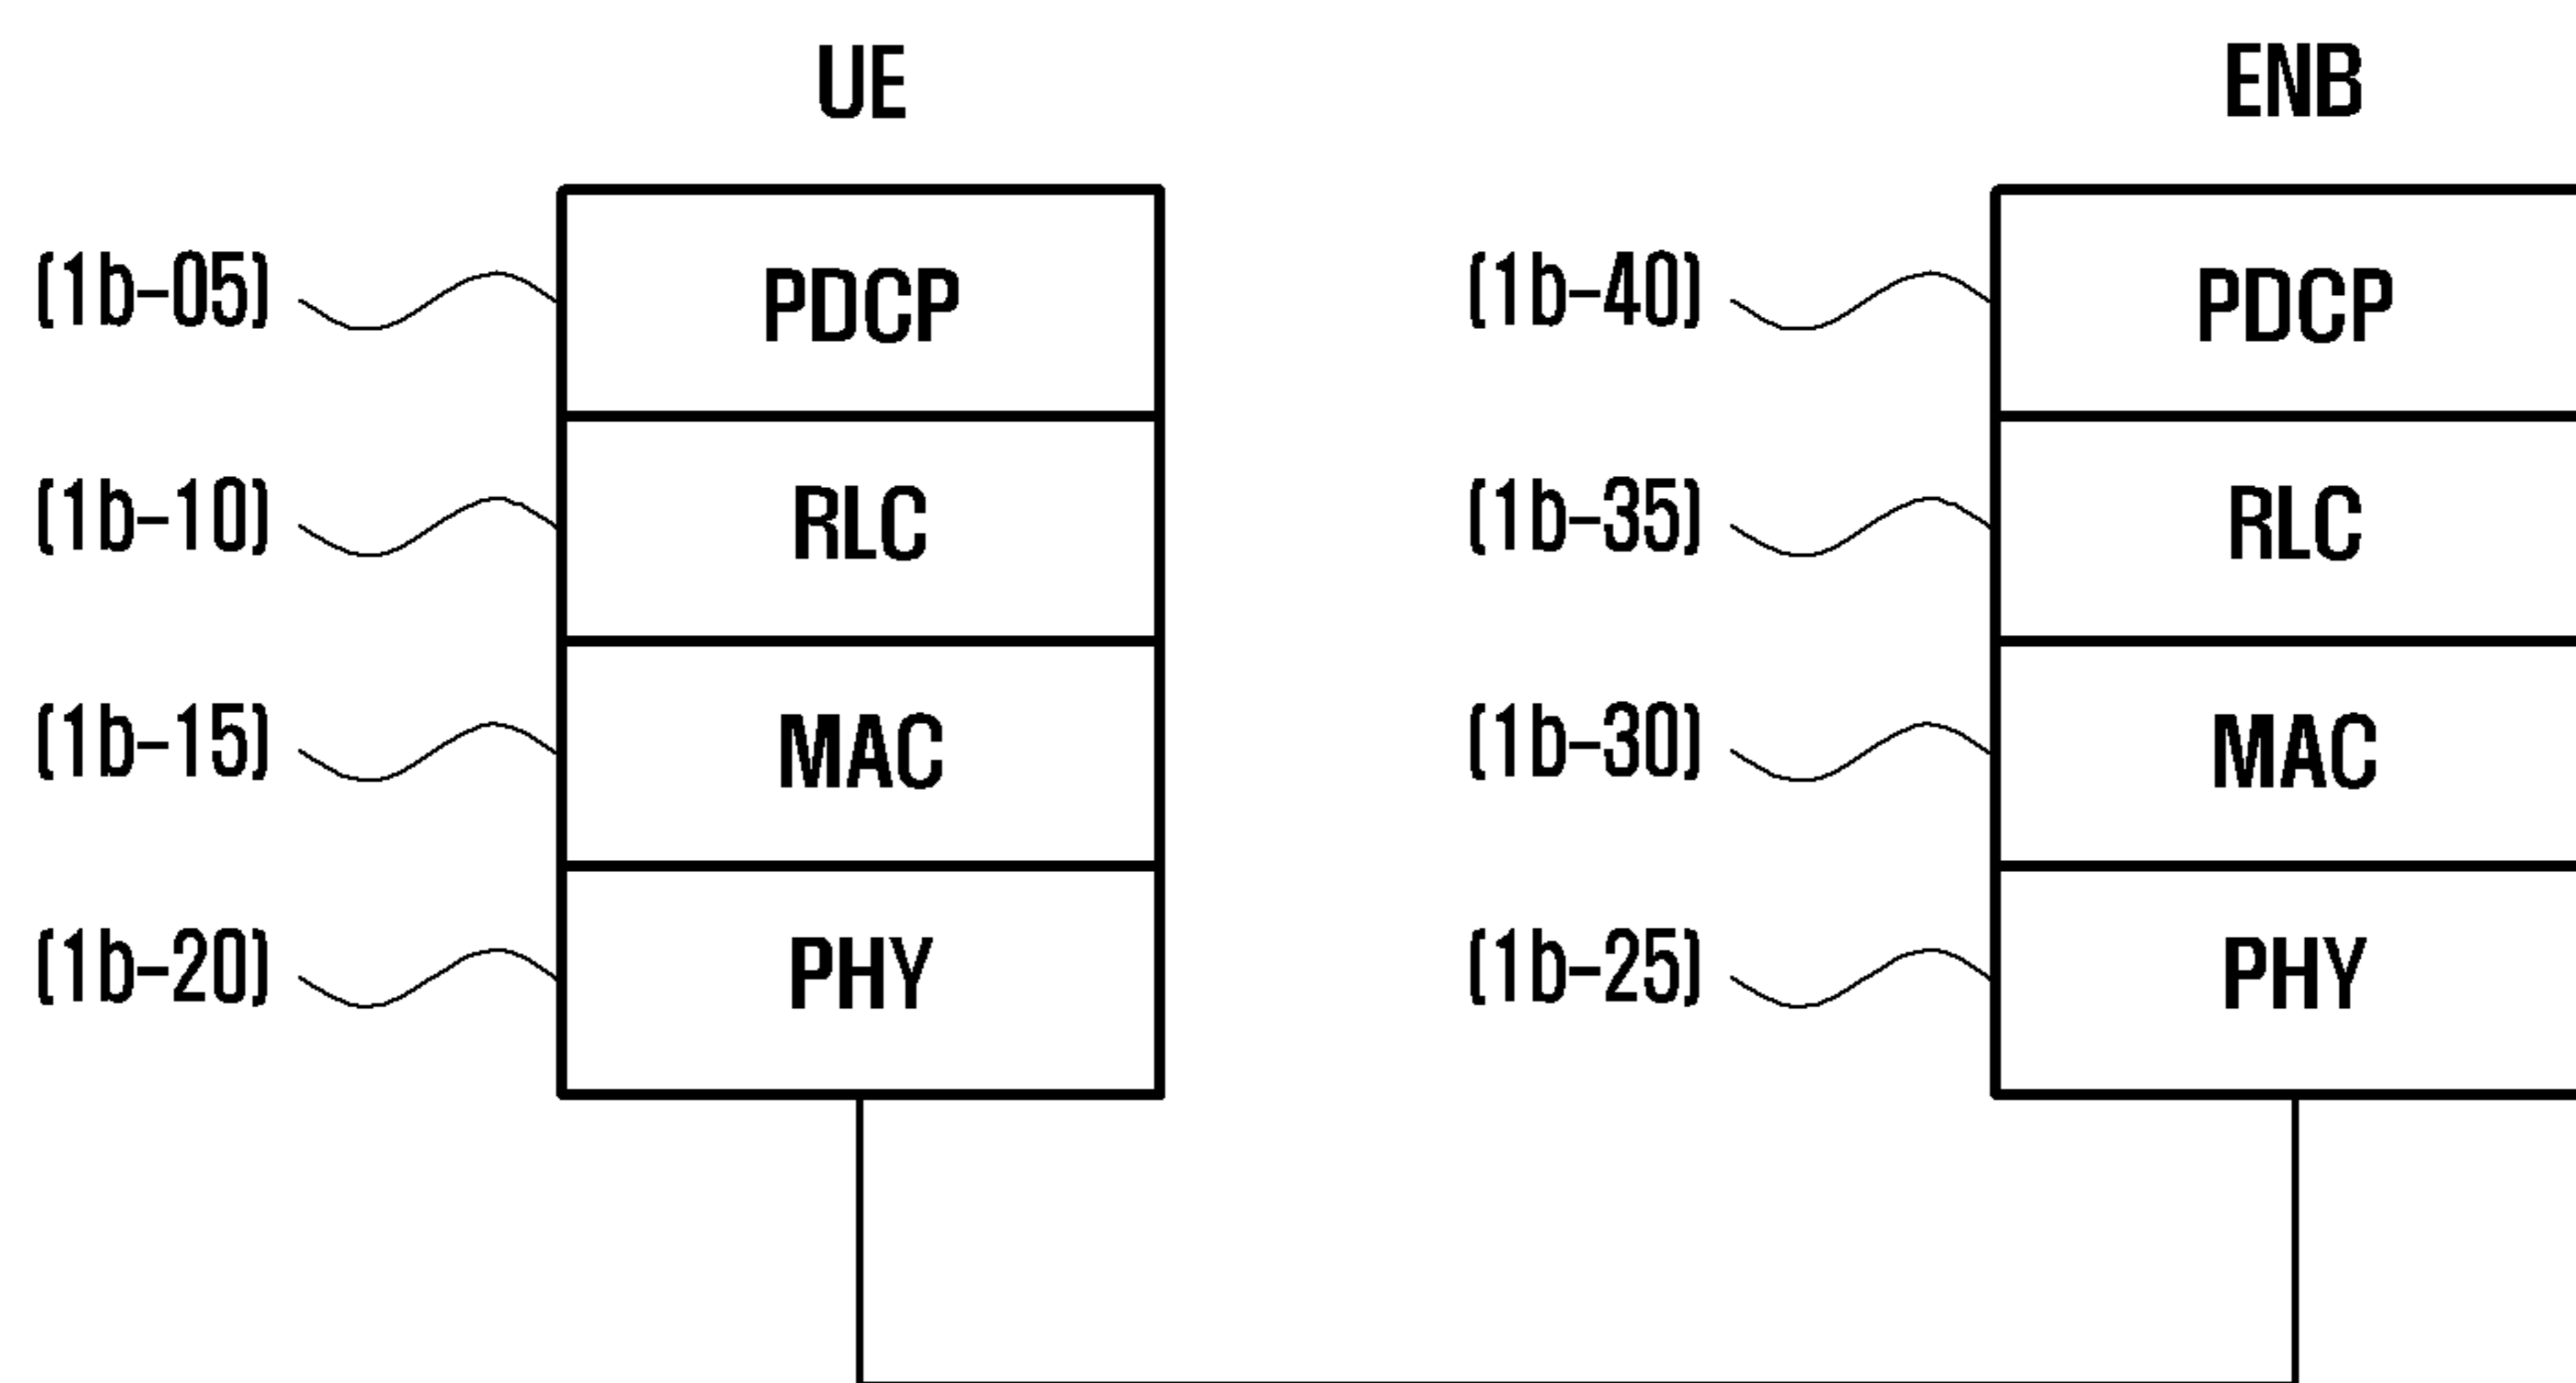 UE ENB
(1b-05) PDCP (1b-40) PDCP
(1b-10) RLC (1b-35) RLC
(1b-15) MAC (1b-30) MAC
(1b-20) PHY (1b-25) PHY